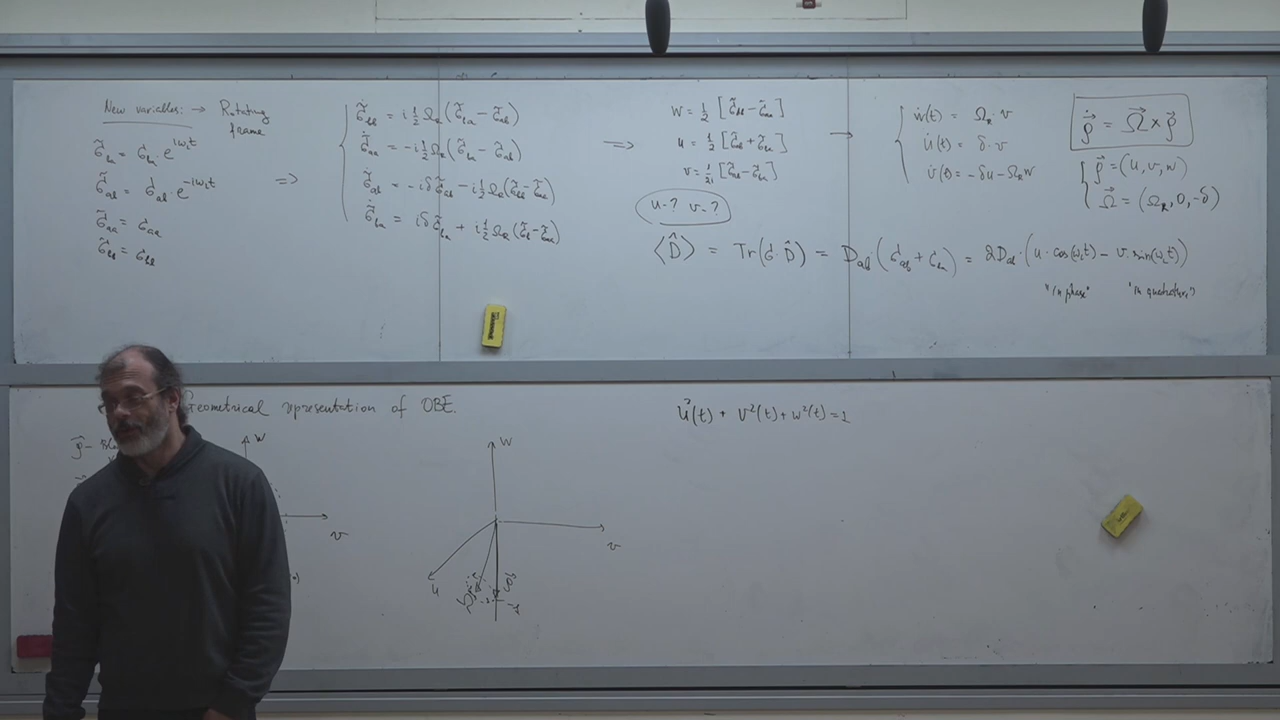 New variables: → Rotating frame
σ̃_ba = σ_ba · e^{iω_L t}
σ̃_ab = σ_ab · e^{-iω_L t}
σ̃_aa = σ_aa
σ̃_bb = σ_bb
⇒
σ̃̇_bb = i ½ Ω_R (σ̃_ba − σ̃_ab)
σ̃̇_aa = −i ½ Ω_R (σ̃_ba − σ̃_ab)
σ̃̇_ab = −iδ σ̃_ab − i ½ Ω_R (σ̃_bb − σ̃_aa)
σ̃̇_ba = iδ σ̃_ba + i ½ Ω_R (σ̃_bb − σ̃_aa)
⇒
w = ½ [σ̃_bb − σ̃_aa]
u = ½ [σ̃_ab + σ̃_ba]
v = 1/2i [σ̃_ab − σ̃_ba]
u - ? v - ?
→
ẇ(t) = Ω_R · v
u̇(t) = δ · v
v̇(t) = −δu − Ω_R w
ρ⃗̇ = Ω⃗ × ρ⃗
ρ⃗ = (u, v, w)
Ω⃗ = (Ω_R, 0, −δ)
⟨D̂⟩ = Tr(σ · D̂) = D_ab (σ_ab + σ_ba) = 2D_ab · (u · cos(ω_L t) − v · sin(ω_L t))
"in phase" "in quadrature"
Geometrical representation of OBE.
ρ⃗ -
w
v
w
v
u
u²(t) + v²(t) + w²(t) = 1